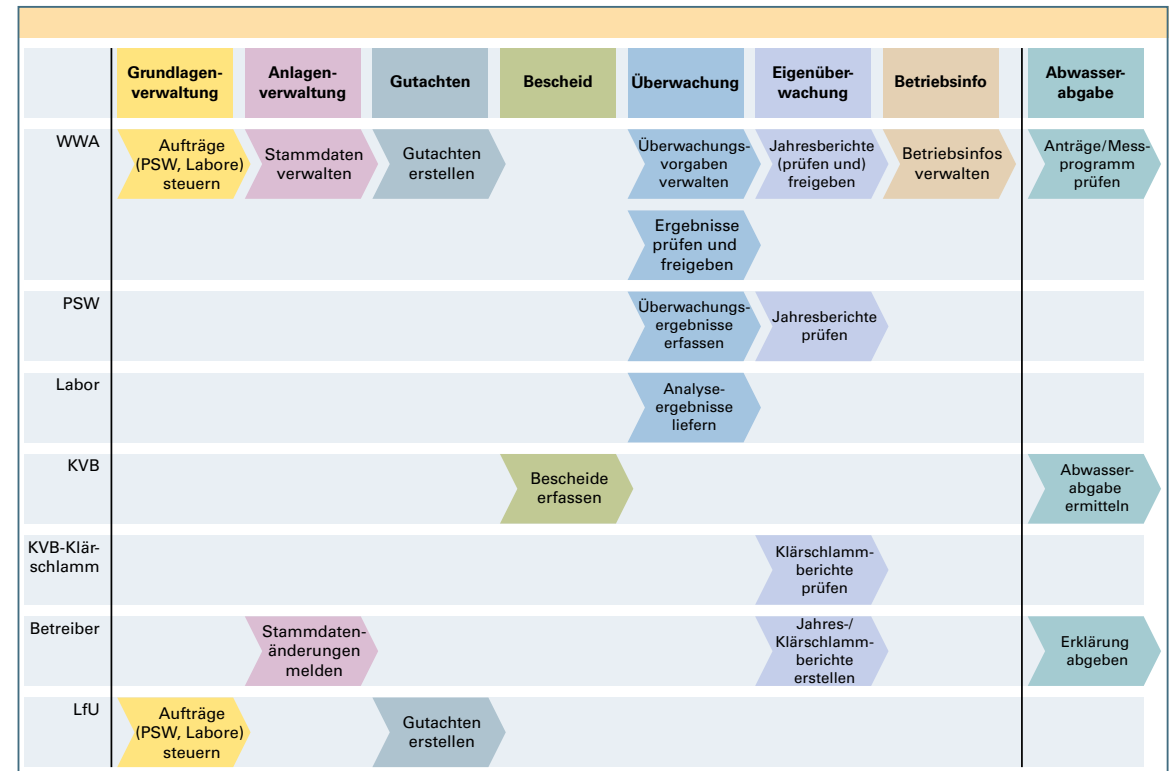 Grundlagen-
verwaltung
Anlagen-
verwaltung
Gutachten
Bescheid
Überwachung
Eigenüber-
wachung
Betriebsinfo
Abwasser-
abgabe
WWA
Aufträge
(PSW, Labore)
steuern
Stammdaten
verwalten
Gutachten
erstellen
Überwachungs-
vorgaben
verwalten
Jahresberichte
(prüfen und)
freigeben
Betriebsinfos
verwalten
Anträge/Mess-
programm
prüfen
Ergebnisse
prüfen und
freigeben
PSW
Überwachungs-
ergebnisse
erfassen
Jahresberichte
prüfen
Labor
Analyse-
ergebnisse
liefern
KVB
Bescheide
erfassen
Abwasser-
abgabe
ermitteln
KVB-Klär-
schlamm
Klärschlamm-
berichte
prüfen
Betreiber
Stammdaten-
änderungen
melden
Jahres-/
Klärschlamm-
berichte
erstellen
Erklärung
abgeben
LfU
Aufträge
(PSW, Labore)
steuern
Gutachten
erstellen